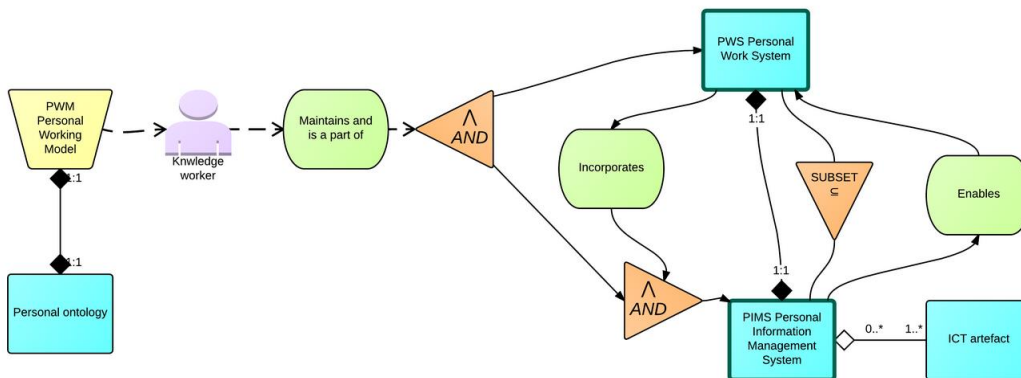 PWS Personal
Work System
PWM
Personal
Working
Model
Knwledge
worker
Maintains and
is a part of
⋀
AND
1:1
Incorporates
SUBSET
⊆
Enables
1:1
1:1
Personal ontology
⋀
AND
1:1
PIMS Personal
Information
Management
System
0..*
1..*
ICT artefact